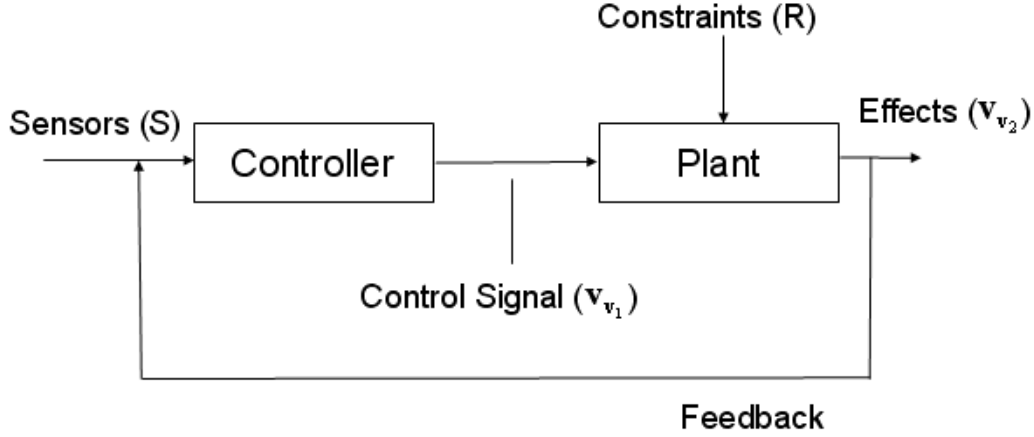 Constraints (R)
Sensors (S)
Effects (v_{v_2})
Controller
Plant
Control Signal (v_{v_1})
Feedback